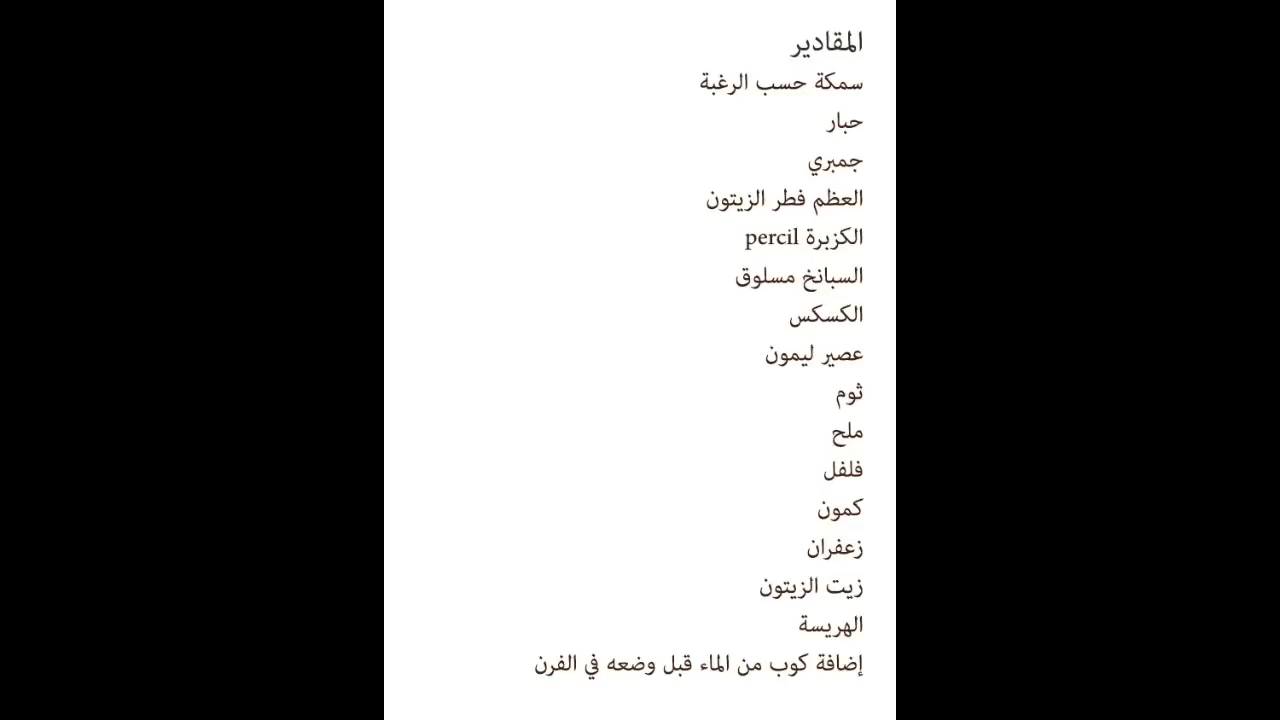 المقادير
سمكة حسب الرغبة
حبار
جمبري
العظم فطر الزيتون
الكزبرة percil
السبانخ مسلوق
الكسكس
عصير ليمون
ثوم
ملح
فلفل
كمون
زعفران
زيت الزيتون
الهريسة
إضافة كوب من الماء قبل وضعه في الفرن